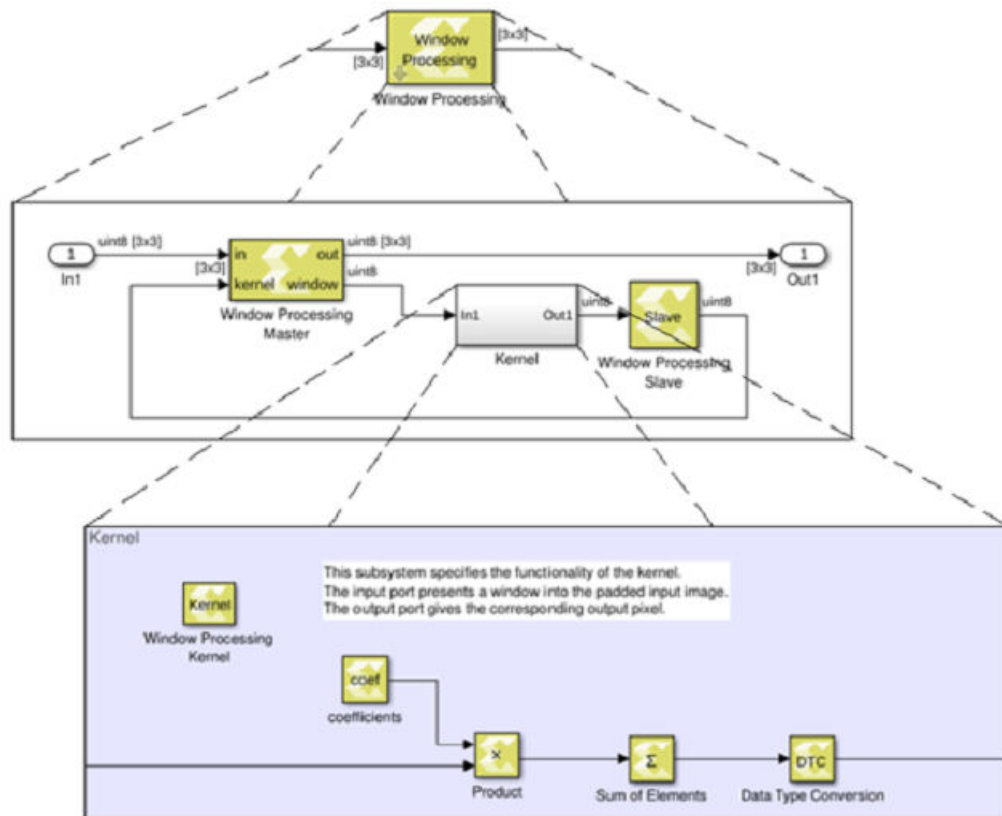 Window
Processing
[3x3]
[3x3]
Window Processing
1
In1
uint8 [3x3]
[3x3]
in
out
kernel
window
Window Processing
Master
uint8 [3x3]
uint8
In1
Out1
Kernel
uint8
Slave
Window Processing
Slave
uint8
[3x3]
1
Out1
Kernel
Kernel
Window Processing
Kernel
This subsystem specifies the functionality of the kernel.
The input port presents a window into the padded input image.
The output port gives the corresponding output pixel.
coef
coefficients
×
Product
Σ
Sum of Elements
DTC
Data Type Conversion